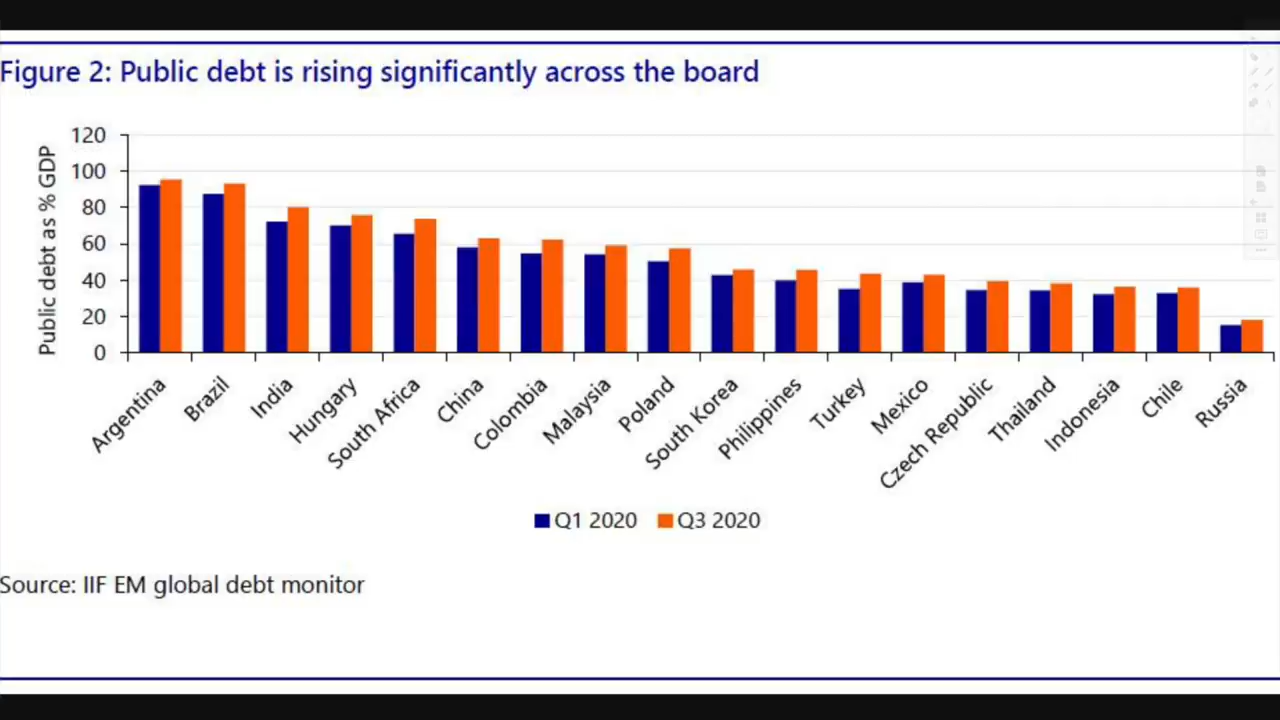 Figure 2: Public debt is rising significantly across the board
Public debt as % GDP
120
100
80
60
40
20
0
Argentina
Brazil
India
Hungary
South Africa
China
Colombia
Malaysia
Poland
South Korea
Philippines
Turkey
Mexico
Czech Republic
Thailand
Indonesia
Chile
Russia
Q1 2020
Q3 2020
Source: IIF EM global debt monitor